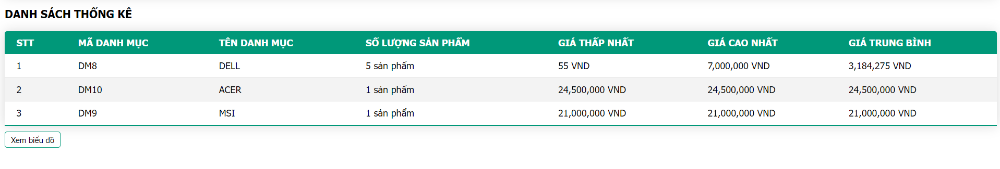 DANH SÁCH THỐNG KÊ
STT MÃ DANH MỤC TÊN DANH MỤC SỐ LƯỢNG SẢN PHẨM GIÁ THẤP NHẤT GIÁ CAO NHẤT GIÁ TRUNG BÌNH
1 DM8 DELL 5 sản phẩm 55 VND 7,000,000 VND 3,184,275 VND
2 DM10 ACER 1 sản phẩm 24,500,000 VND 24,500,000 VND 24,500,000 VND
3 DM9 MSI 1 sản phẩm 21,000,000 VND 21,000,000 VND 21,000,000 VND
Xem biểu đồ